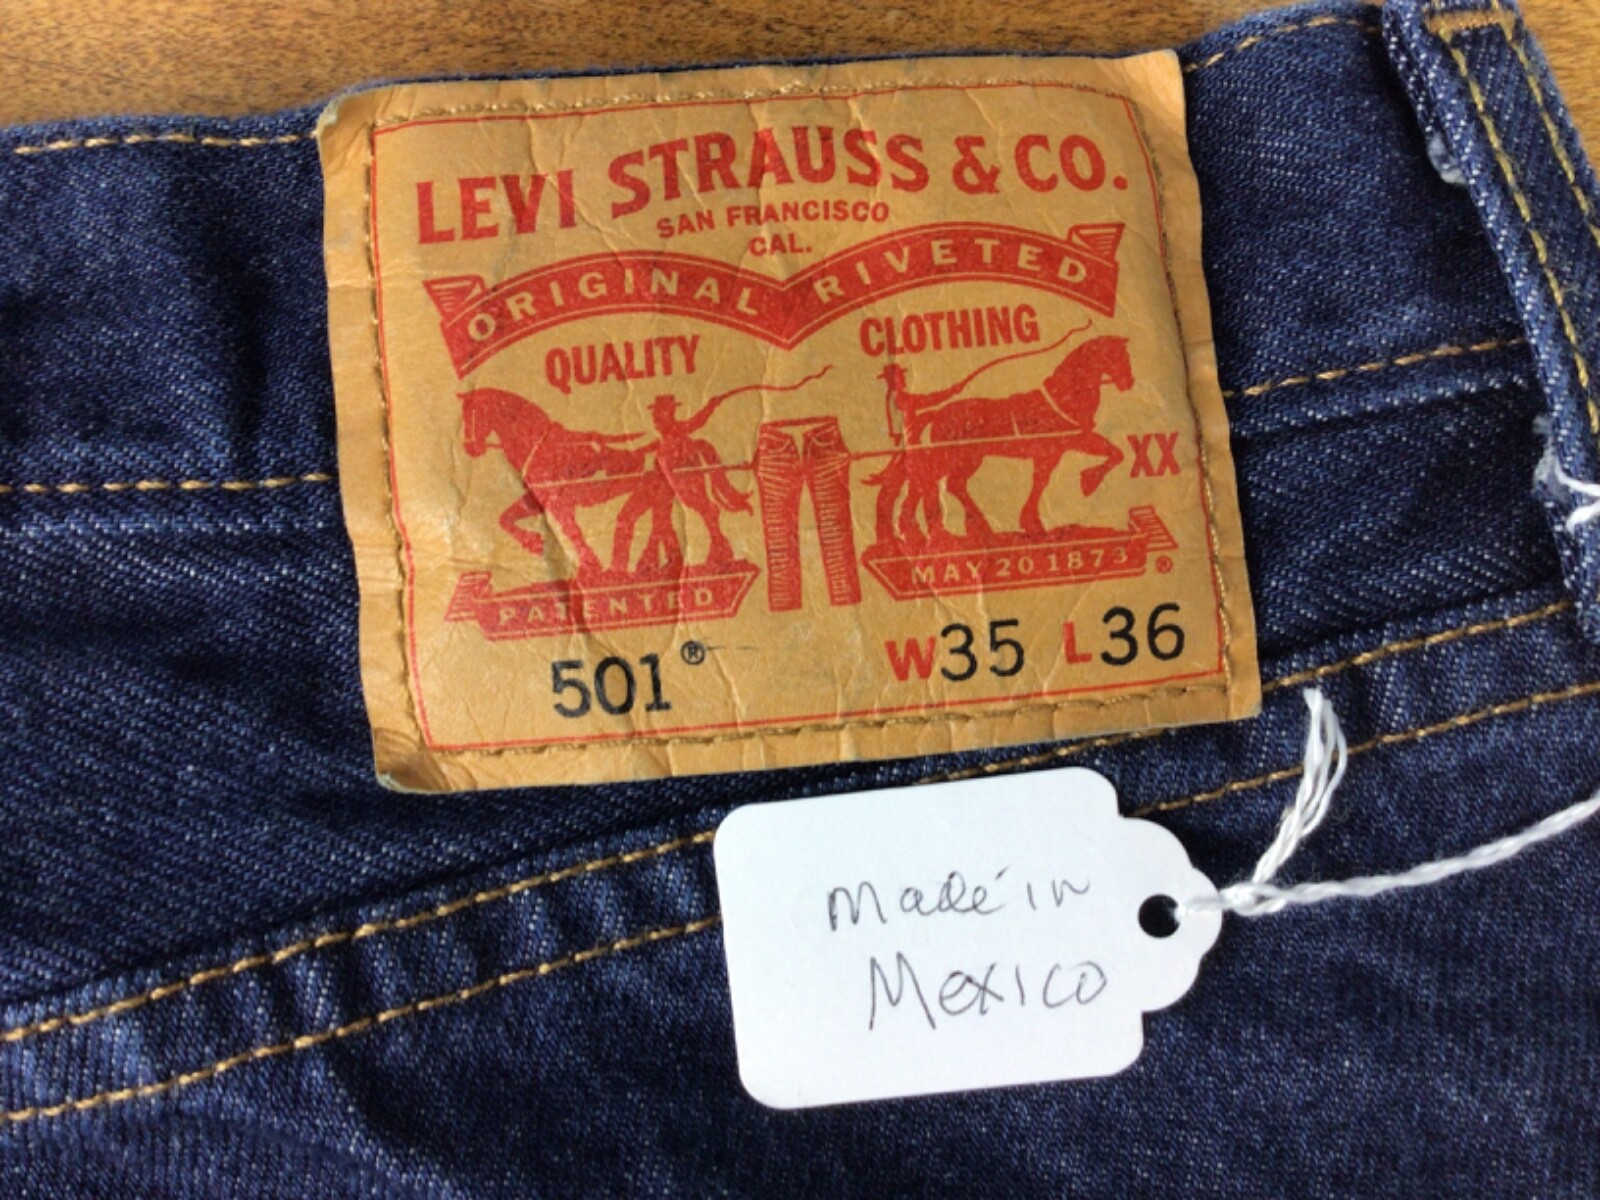 LEVI STRAUSS & CO.
SAN FRANCISCO
CAL.
ORIGINAL RIVETED
QUALITY CLOTHING
XX
PATENTED MAY 20 1873 ®
501® W35 L36
Made in
Mexico